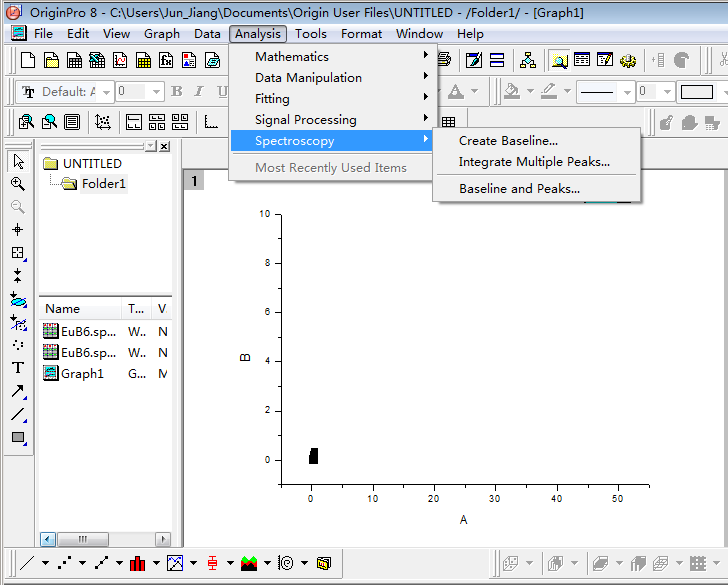 OriginPro 8 - C:\Users\Jun_Jiang\Documents\Origin User Files\UNTITLED - /Folder1/ - [Graph1]
File Edit View Graph Data Analysis Tools Format Window Help
Default: A 0 B I U 0
Mathematics
Data Manipulation
Fitting
Signal Processing
Spectroscopy
Most Recently Used Items
Create Baseline...
Integrate Multiple Peaks...
Baseline and Peaks...
UNTITLED
Folder1
Name T... V
EuB6.sp... W.. N
EuB6.sp... W.. N
Graph1 G... M
1
10
8
6
4
2
0
B
0 10 20 30 40 50
A